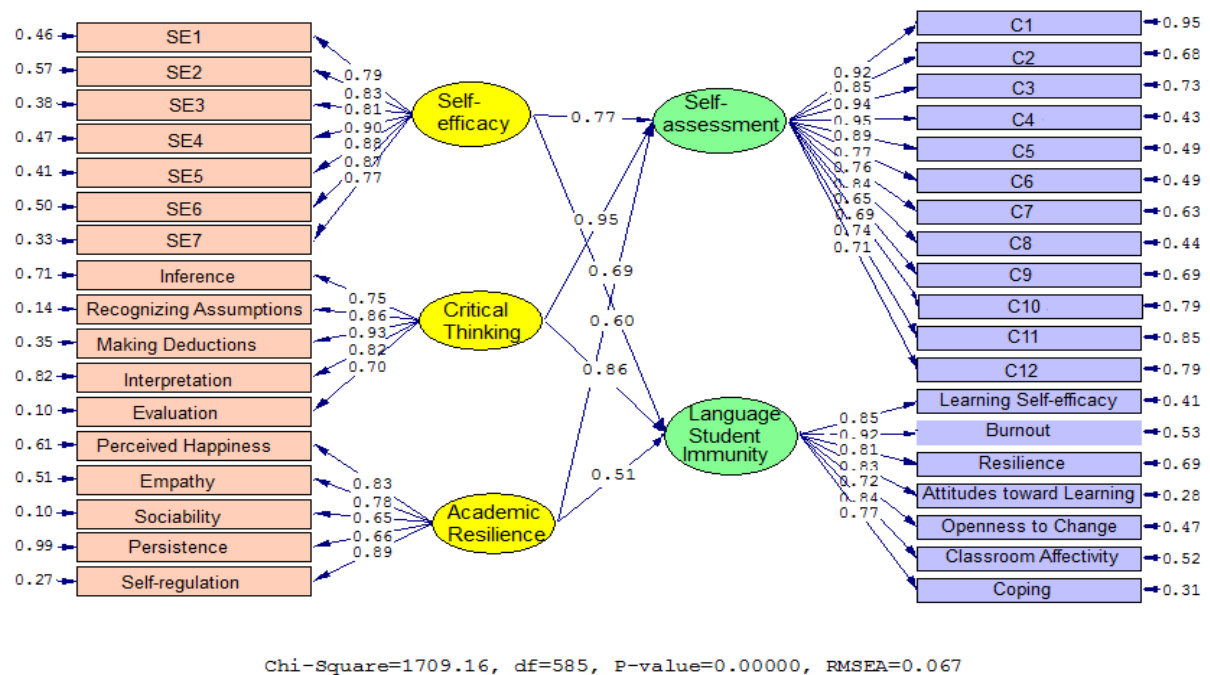 0.46 SE1
0.57 SE2
0.38 SE3
0.47 SE4
0.41 SE5
0.50 SE6
0.33 SE7
0.71 Inference
0.14 Recognizing Assumptions
0.35 Making Deductions
0.82 Interpretation
0.10 Evaluation
0.61 Perceived Happiness
0.51 Empathy
0.10 Sociability
0.99 Persistence
0.27 Self-regulation
0.79
0.83
0.81
0.90
0.88
0.87
0.77
0.75
0.86
0.93
0.82
0.70
0.83
0.78
0.65
0.66
0.89
Self-
efficacy
Critical
Thinking
Academic
Resilience
0.77
0.95
0.69
0.60
0.86
0.51
Self-
assessment
Language
Student
Immunity
0.92
0.85
0.94
0.95
0.89
0.77
0.76
0.84
0.65
0.69
0.74
0.71
0.85
0.92
0.81
0.83
0.72
0.84
0.77
C1 0.95
C2 0.68
C3 0.73
C4 0.43
C5 0.49
C6 0.49
C7 0.63
C8 0.44
C9 0.69
C10 0.79
C11 0.85
C12 0.79
Learning Self-efficacy 0.41
Burnout 0.53
Resilience 0.69
Attitudes toward Learning 0.28
Openness to Change 0.47
Classroom Affectivity 0.52
Coping 0.31
Chi-Square=1709.16, df=585, P-value=0.00000, RMSEA=0.067